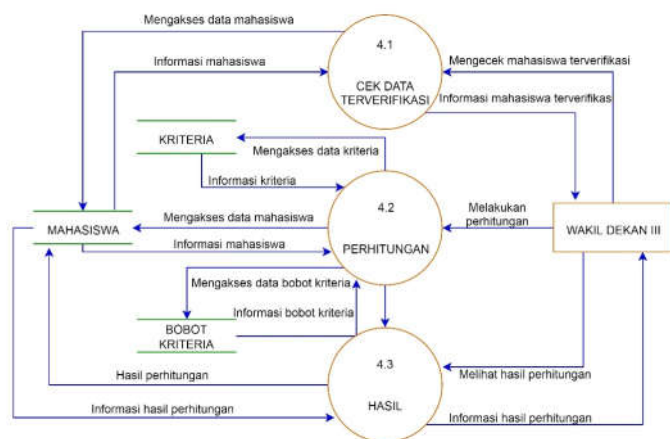 Mengakses data mahasiswa
4.1
Informasi mahasiswa
CEK DATA
TERVERIFIKASI
Mengecek mahasiswa terverifikasi
Informasi mahasiswa terverifikasi
KRITERIA
Mengakses data kriteria
Informasi kriteria
4.2
Mengakses data mahasiswa
Melakukan
perhitungan
MAHASISWA
PERHITUNGAN
WAKIL DEKAN III
Informasi mahasiswa
Mengakses data bobot kriteria
Informasi bobot kriteria
BOBOT
KRITERIA
4.3
Hasil perhitungan
Melihat hasil perhitungan
HASIL
Informasi hasil perhitungan
Informasi hasil perhitungan